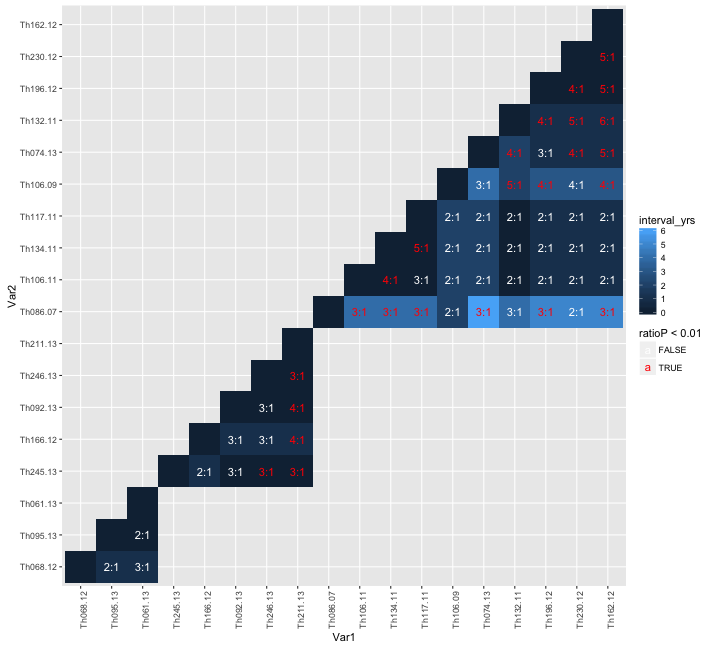 Th162.12
Th230.12 5:1
Th196.12 4:1 5:1
Th132.11 4:1 5:1 6:1
Th074.13 4:1 3:1 4:1 5:1
Th106.09 3:1 5:1 4:1 4:1 4:1
Th117.11 2:1 2:1 2:1 2:1 2:1 2:1
Th134.11 5:1 2:1 2:1 2:1 2:1 2:1 2:1
Th106.11 4:1 3:1 2:1 2:1 2:1 2:1 2:1 2:1
Th086.07 3:1 3:1 3:1 2:1 3:1 3:1 3:1 2:1 3:1
Th211.13
Th246.13 3:1
Th092.13 3:1 4:1
Th166.12 3:1 3:1 4:1
Th245.13 2:1 3:1 3:1 3:1
Th061.13
Th095.13 2:1
Th068.12 2:1 3:1
Var2
Th068.12 Th095.13 Th061.13 Th245.13 Th166.12 Th092.13 Th246.13 Th211.13 Th086.07 Th106.11 Th134.11 Th117.11 Th106.09 Th074.13 Th132.11 Th196.12 Th230.12 Th162.12
Var1
interval_yrs
6
5
4
3
2
1
0
ratioP < 0.01
a FALSE
a TRUE